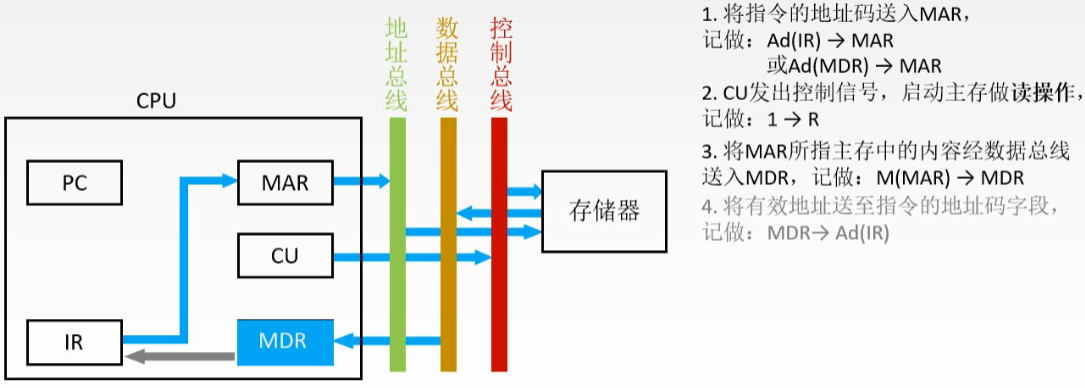 地址总线
数据总线
控制总线
CPU
PC
MAR
CU
IR
MDR
存储器
1. 将指令的地址码送入MAR，
记做：Ad(IR) → MAR
或Ad(MDR) → MAR
2. CU发出控制信号，启动主存做读操作，
记做：1 → R
3. 将MAR所指主存中的内容经数据总线
送入MDR，记做：M(MAR) → MDR
4. 将有效地址送至指令的地址码字段，
记做：MDR→ Ad(IR)